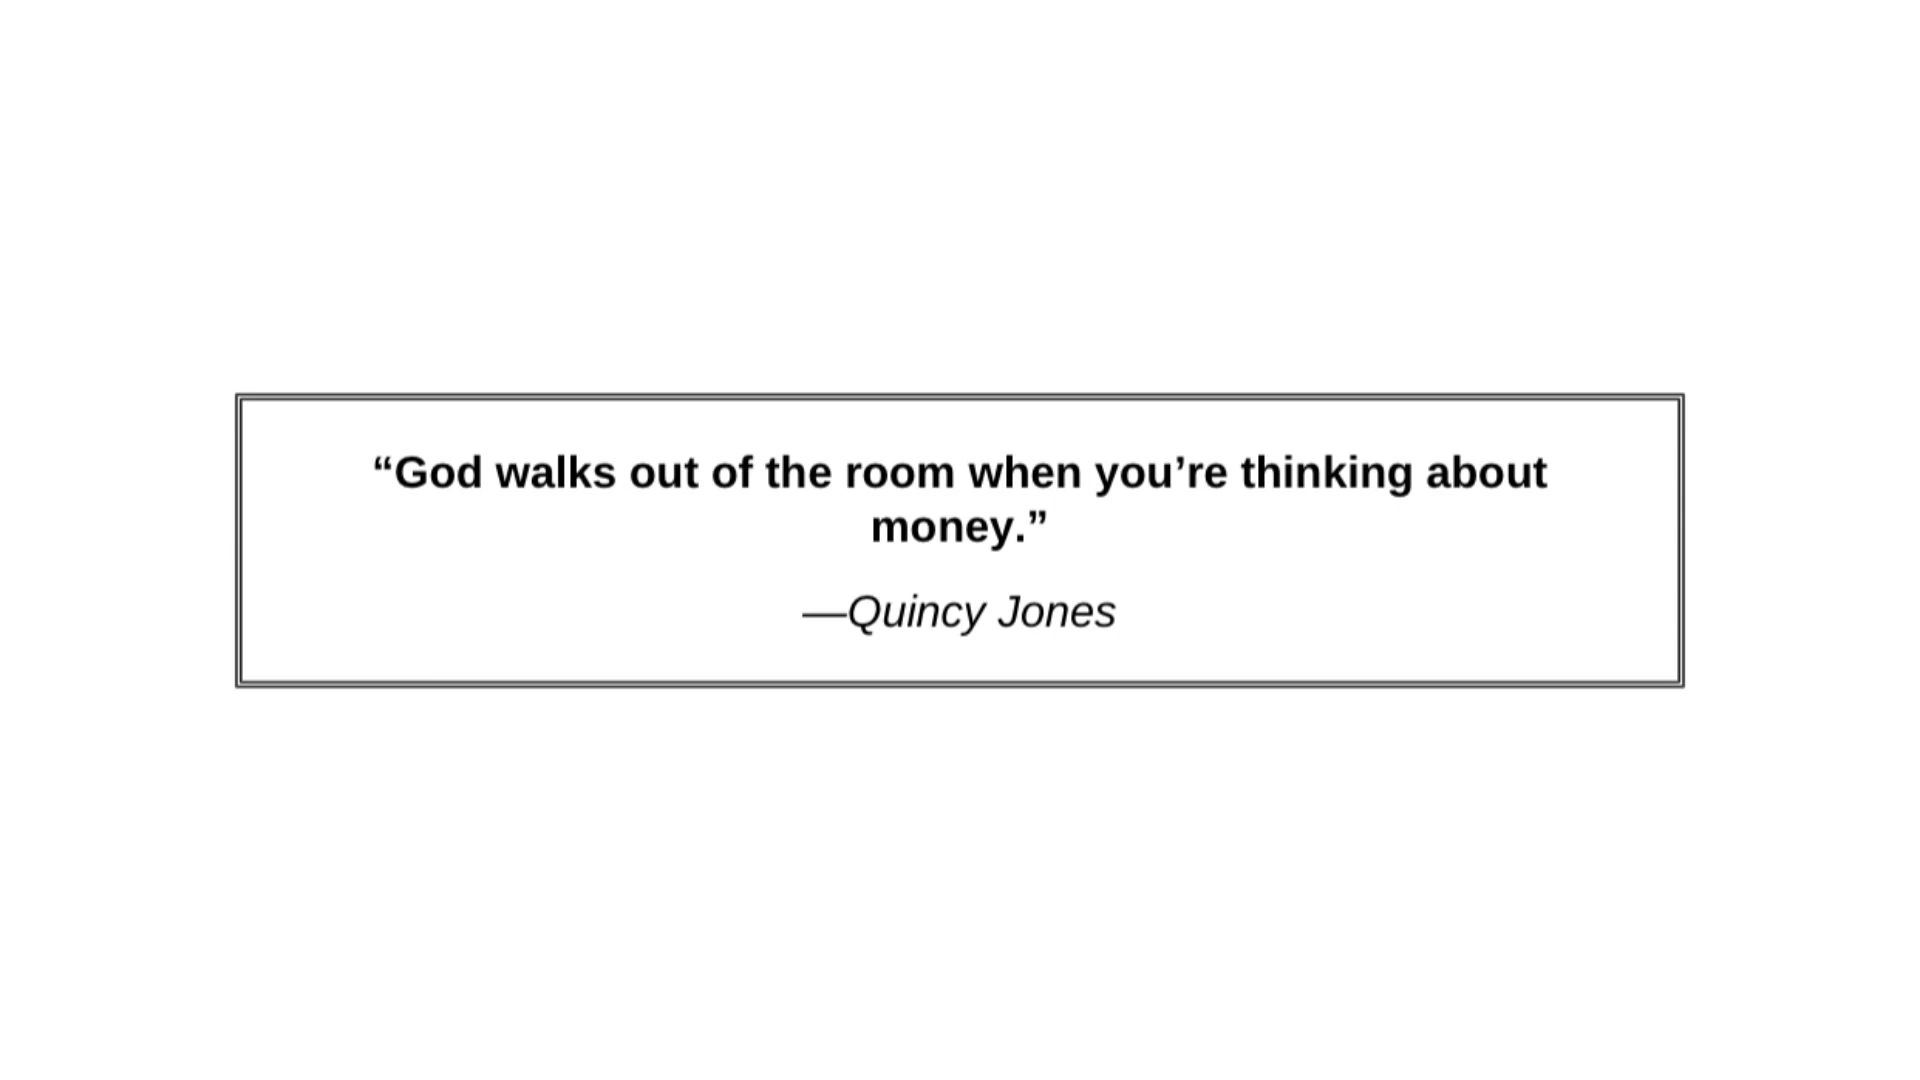 “God walks out of the room when you’re thinking about
money.”
—Quincy Jones